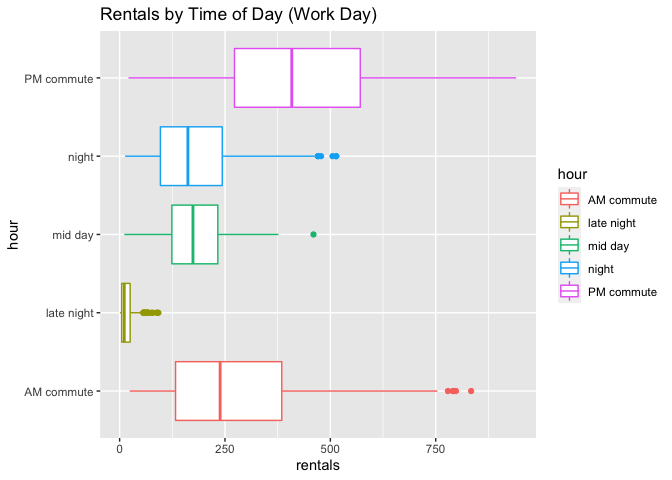 Rentals by Time of Day (Work Day)
PM commute
night
mid day
late night
AM commute
hour
0
250
500
750
rentals
hour
AM commute
late night
mid day
night
PM commute